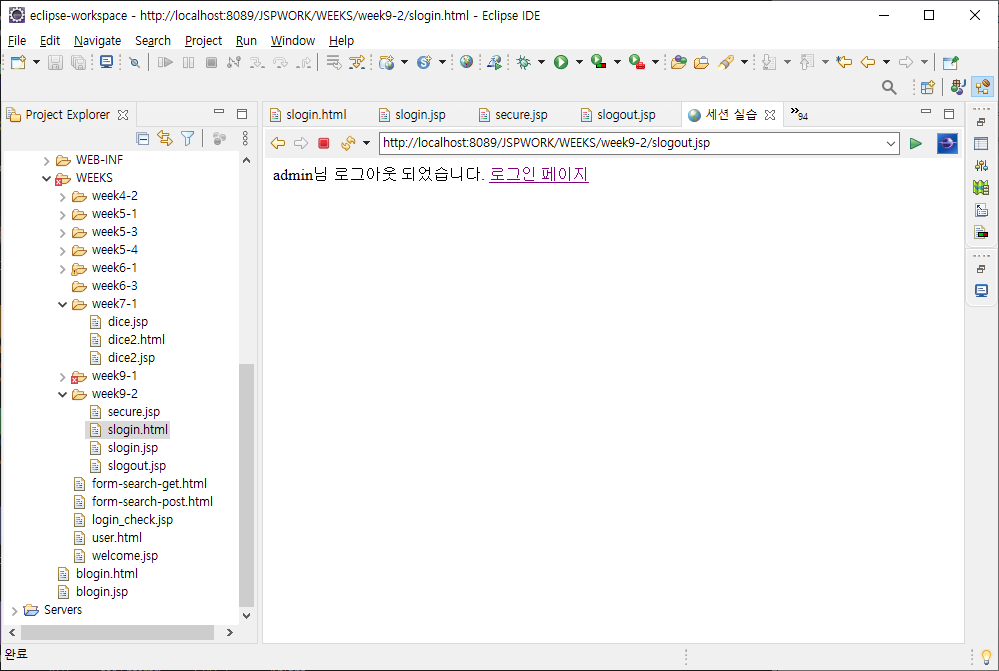 eclipse-workspace - http://localhost:8089/JSPWORK/WEEKS/week9-2/slogin.html - Eclipse IDE
File Edit Navigate Search Project Run Window Help
Project Explorer
slogin.html slogin.jsp secure.jsp slogout.jsp 세션 실습 »94
http://localhost:8089/JSPWORK/WEEKS/week9-2/slogout.jsp
admin님 로그아웃 되었습니다. 로그인 페이지
WEB-INF
WEEKS
week4-2
week5-1
week5-3
week5-4
week6-1
week6-3
week7-1
dice.jsp
dice2.html
dice2.jsp
week9-1
week9-2
secure.jsp
slogin.html
slogin.jsp
slogout.jsp
form-search-get.html
form-search-post.html
login_check.jsp
user.html
welcome.jsp
blogin.html
blogin.jsp
Servers
완료